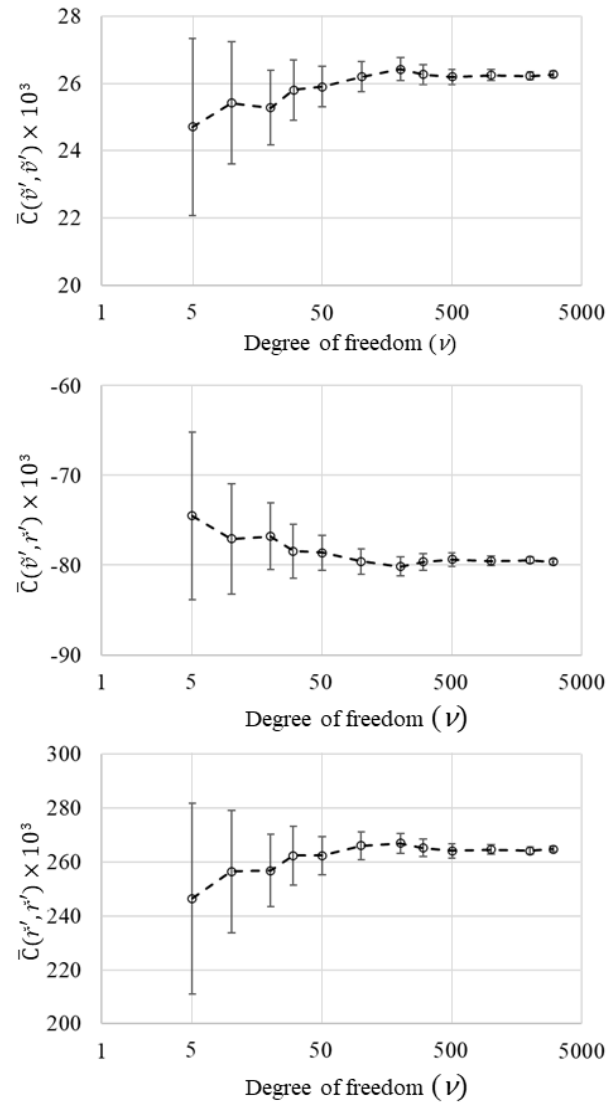 28
26
24
22
20
1 5 50 500 5000
C̄(ṽ′,ṽ′) × 10³
Degree of freedom (ν)
-60
-70
-80
-90
1 5 50 500 5000
C̄(ṽ′,ř′) × 10³
Degree of freedom (ν)
300
280
260
240
220
200
1 5 50 500 5000
C̄(ř′,ř′) × 10³
Degree of freedom (ν)